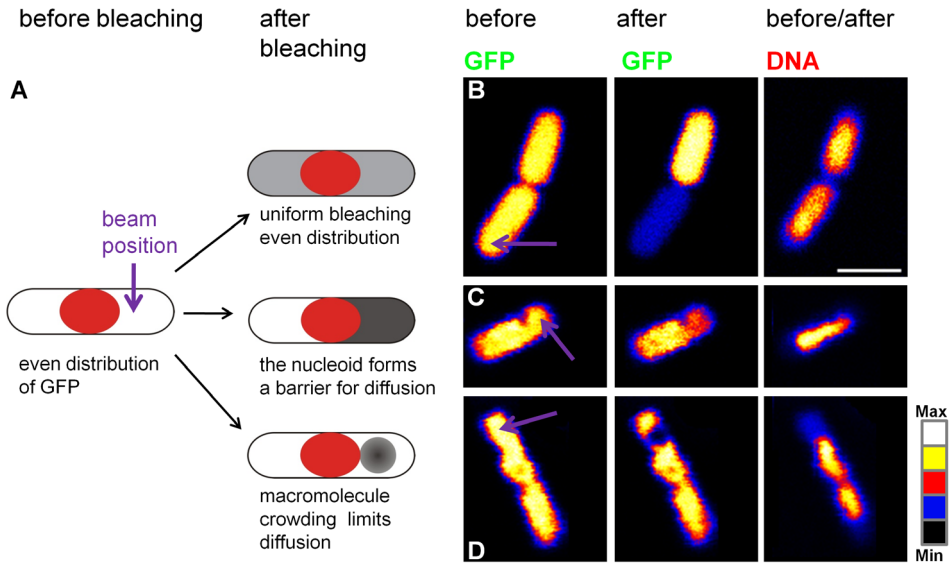 before bleaching
after
bleaching
before
after
before/after
GFP
GFP
DNA
A
B
uniform bleaching
even distribution
beam
position
C
even distribution
of GFP
the nucleoid forms
a barrier for diffusion
Max
macromolecule
crowding limits
diffusion
D
Min